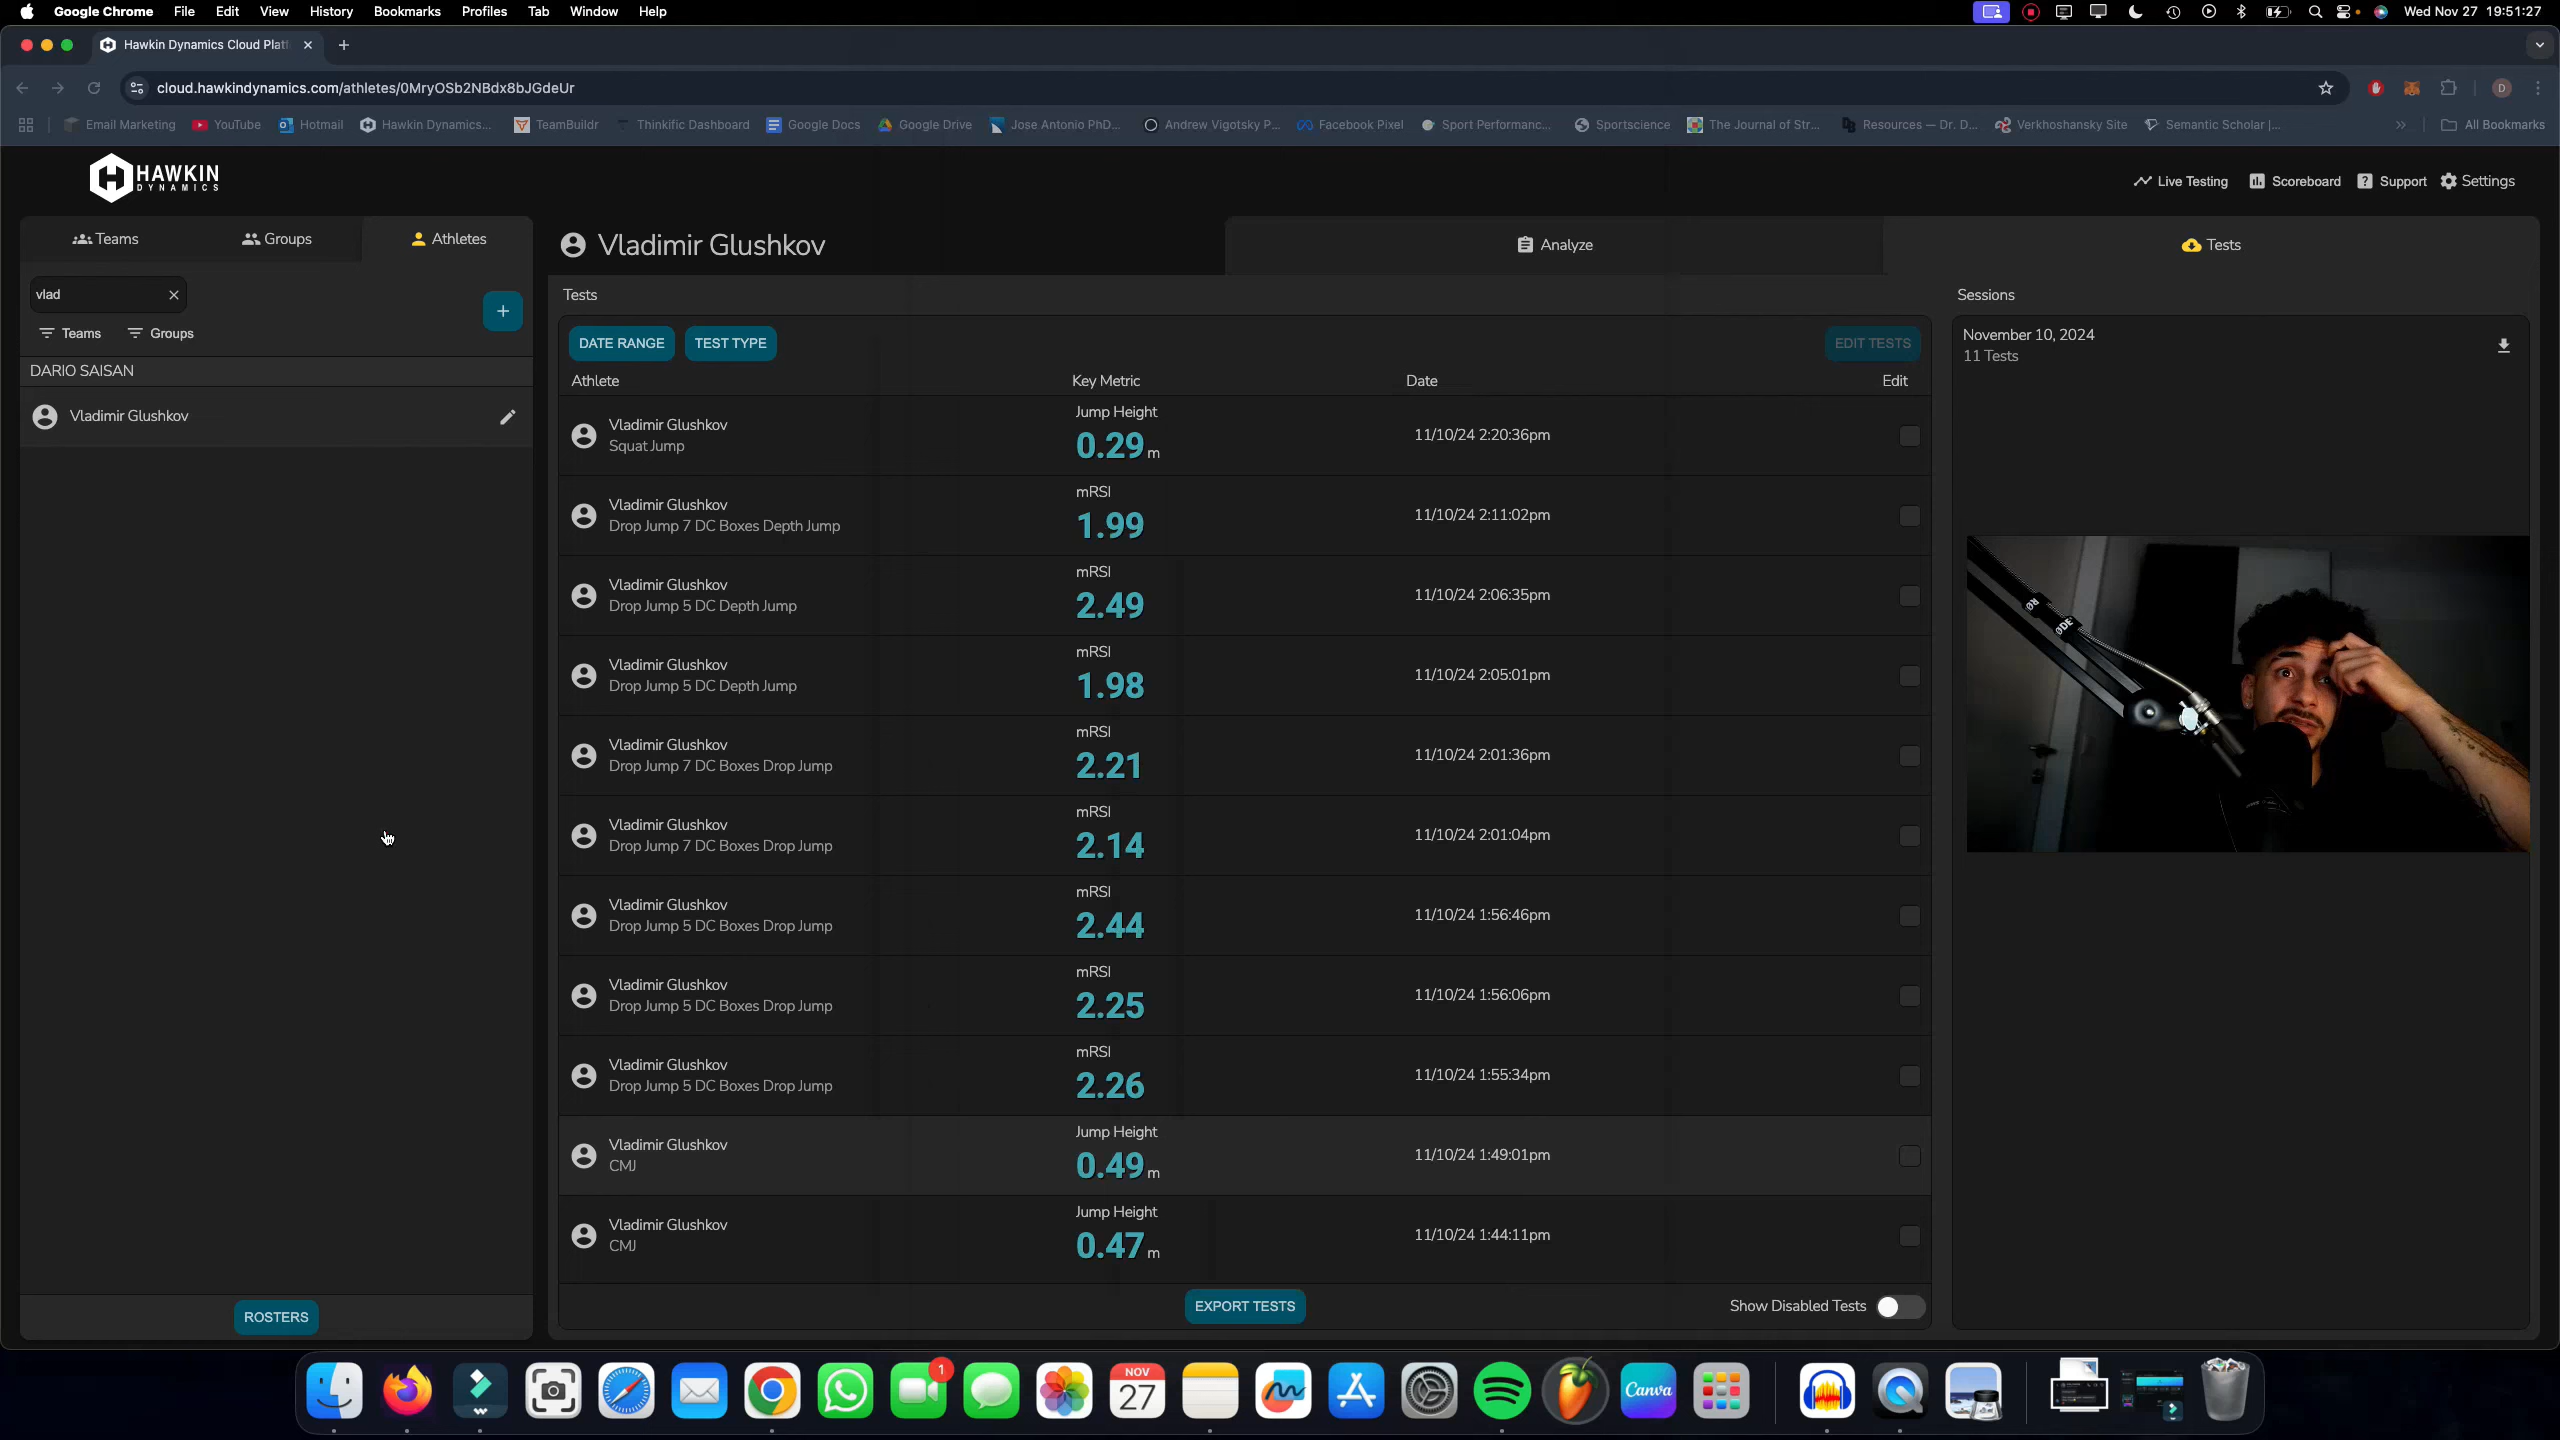 Google Chrome File Edit View History Bookmarks Profiles Tab Window Help Wed Nov 27 19:51:27
Hawkin Dynamics Cloud Plat
cloud.hawkindynamics.com/athletes/0MryOSb2NBdx8bJGdeUr D
Email Marketing YouTube Hotmail Hawkin Dynamics... TeamBuildr Thinkific Dashboard Google Docs Google Drive Jose Antonio PhD... Andrew Vigotsky P... Facebook Pixel Sport Performanc... Sportscience The Journal of Str... Resources — Dr. D... Verkhoshansky Site Semantic Scholar |... All Bookmarks
HAWKIN
DYNAMICS
Live Testing Scoreboard Support Settings
Teams Groups Athletes
Vladimir Glushkov Analyze Tests
vlad
Teams Groups
DARIO SAISAN
Vladimir Glushkov
ROSTERS
Tests
DATE RANGE TEST TYPE EDIT TESTS
Athlete Key Metric Date Edit
Vladimir Glushkov
Squat Jump
Jump Height
0.29 m
11/10/24 2:20:36pm
Vladimir Glushkov
Drop Jump 7 DC Boxes Depth Jump
mRSI
1.99
11/10/24 2:11:02pm
Vladimir Glushkov
Drop Jump 5 DC Depth Jump
mRSI
2.49
11/10/24 2:06:35pm
Vladimir Glushkov
Drop Jump 5 DC Depth Jump
mRSI
1.98
11/10/24 2:05:01pm
Vladimir Glushkov
Drop Jump 7 DC Boxes Drop Jump
mRSI
2.21
11/10/24 2:01:36pm
Vladimir Glushkov
Drop Jump 7 DC Boxes Drop Jump
mRSI
2.14
11/10/24 2:01:04pm
Vladimir Glushkov
Drop Jump 5 DC Boxes Drop Jump
mRSI
2.44
11/10/24 1:56:46pm
Vladimir Glushkov
Drop Jump 5 DC Boxes Drop Jump
mRSI
2.25
11/10/24 1:56:06pm
Vladimir Glushkov
Drop Jump 5 DC Boxes Drop Jump
mRSI
2.26
11/10/24 1:55:34pm
Vladimir Glushkov
CMJ
Jump Height
0.49 m
11/10/24 1:49:01pm
Vladimir Glushkov
CMJ
Jump Height
0.47 m
11/10/24 1:44:11pm
EXPORT TESTS Show Disabled Tests
Sessions
November 10, 2024
11 Tests
RØ
ØDE
1
NOV
27
Canva